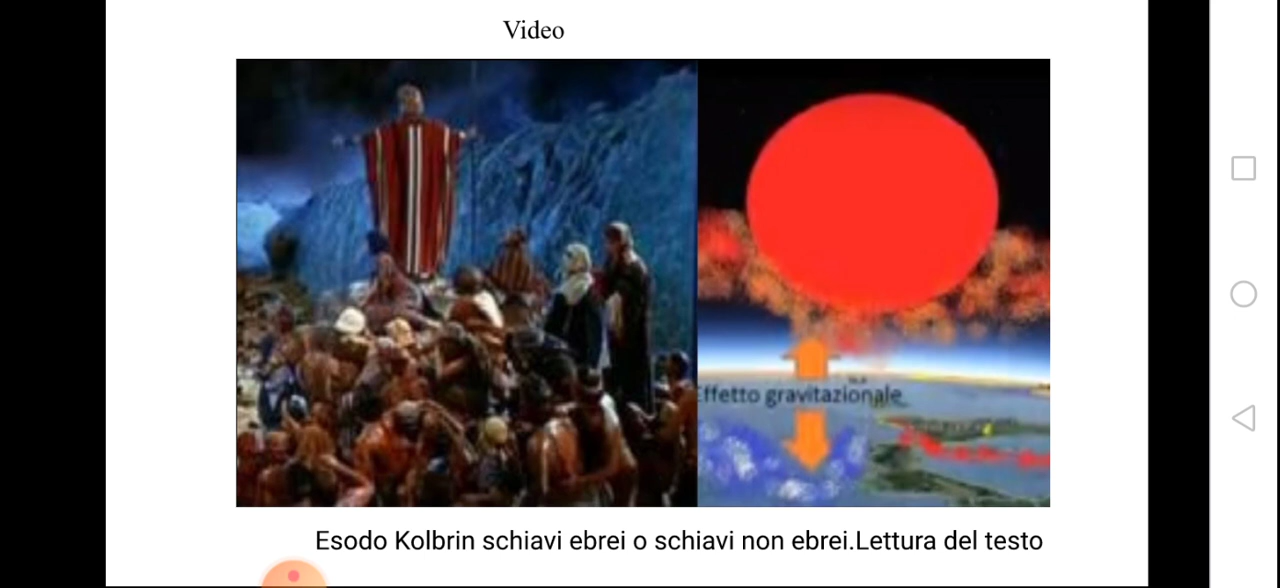 Video
Effetto gravitazionale
Esodo Kolbrin schiavi ebrei o schiavi non ebrei.Lettura del testo